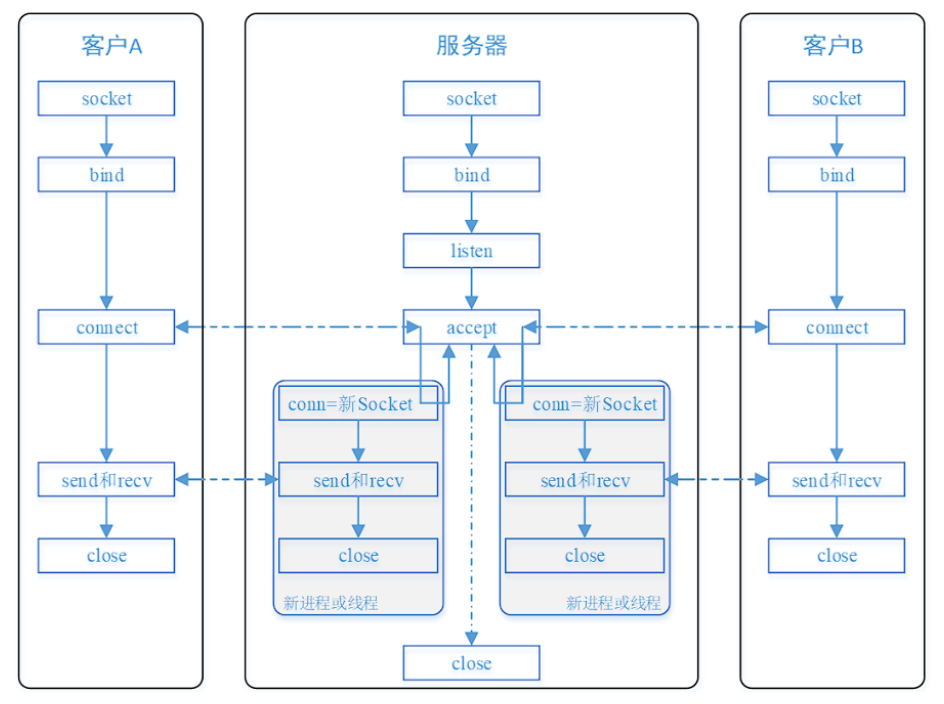 客户A
socket
bind
connect
send和recv
close
服务器
socket
bind
listen
accept
conn=新Socket
send和recv
close
新进程或线程
conn=新Socket
send和recv
close
新进程或线程
close
客户B
socket
bind
connect
send和recv
close